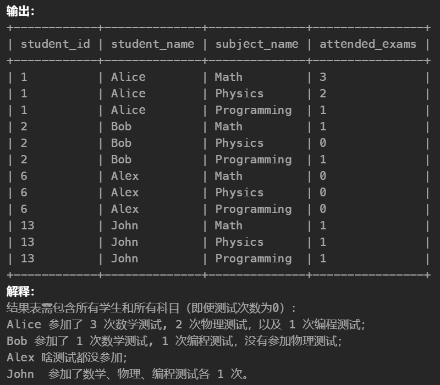 输出：
+------------+--------------+--------------+----------------+
| student_id | student_name | subject_name | attended_exams |
+------------+--------------+--------------+----------------+
| 1          | Alice        | Math         | 3              |
| 1          | Alice        | Physics      | 2              |
| 1          | Alice        | Programming  | 1              |
| 2          | Bob          | Math         | 1              |
| 2          | Bob          | Physics      | 0              |
| 2          | Bob          | Programming  | 1              |
| 6          | Alex         | Math         | 0              |
| 6          | Alex         | Physics      | 0              |
| 6          | Alex         | Programming  | 0              |
| 13         | John         | Math         | 1              |
| 13         | John         | Physics      | 1              |
| 13         | John         | Programming  | 1              |
+------------+--------------+--------------+----------------+
解释：
结果表需包含所有学生和所有科目（即便测试次数为0）：
Alice 参加了 3 次数学测试, 2 次物理测试，以及 1 次编程测试；
Bob 参加了 1 次数学测试, 1 次编程测试，没有参加物理测试；
Alex 啥测试都没参加；
John  参加了数学、物理、编程测试各 1 次。